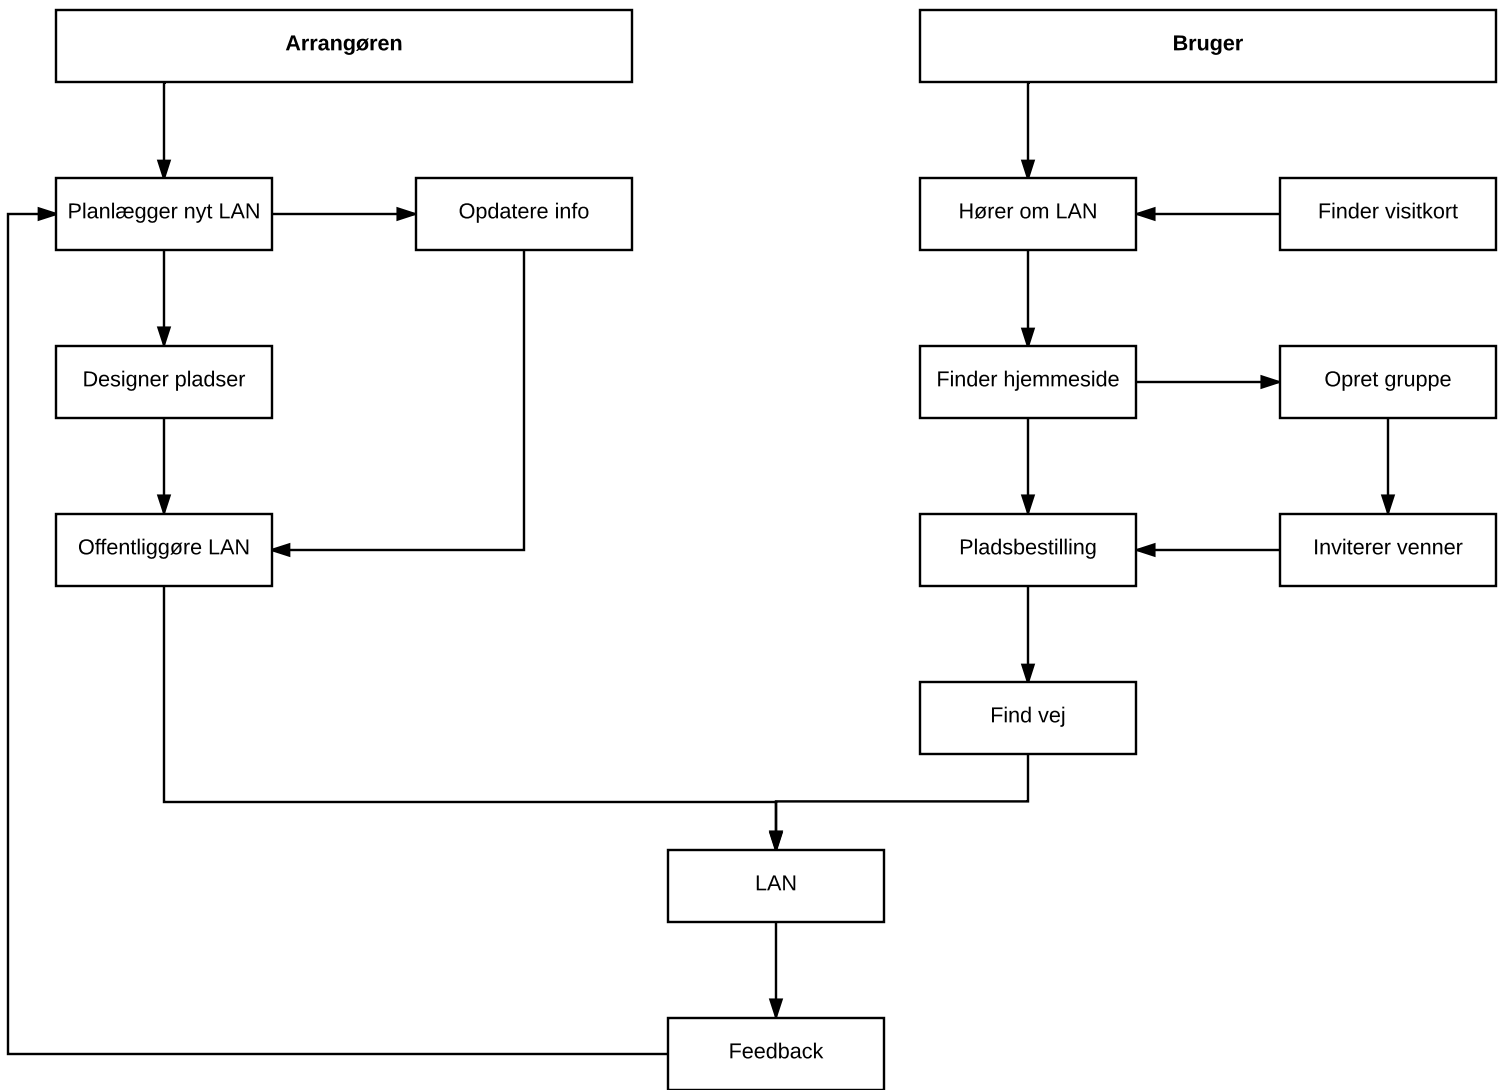 Arrangøren
Bruger
Planlægger nyt LAN
Opdatere info
Hører om LAN
Finder visitkort
Designer pladser
Finder hjemmeside
Opret gruppe
Offentliggøre LAN
Pladsbestilling
Inviterer venner
Find vej
LAN
Feedback